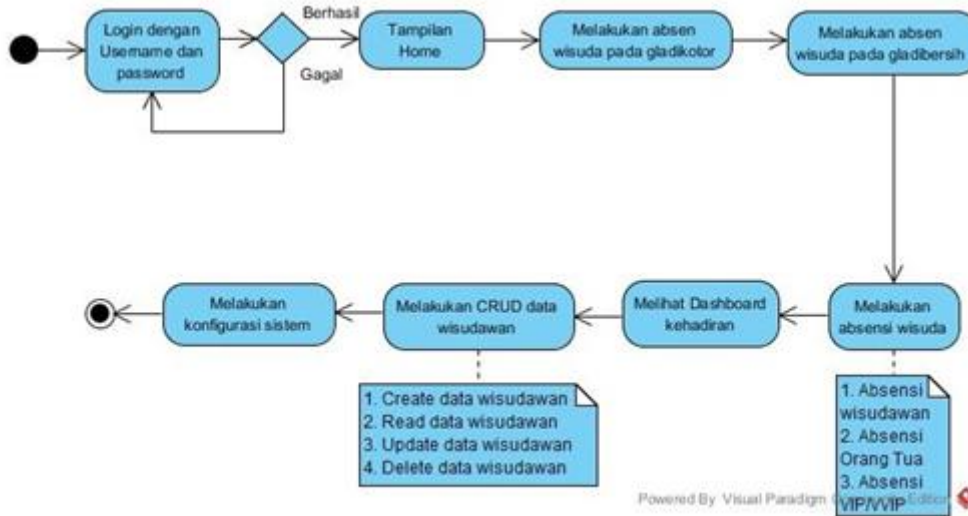 Login dengan
Username dan
password
Berhasil
Gagal
Tampilan
Home
Melakukan absen
wisuda pada gladikotor
Melakukan absen
wisuda pada gladibersih
Melakukan
absensi wisuda
Melihat Dashboard
kehadiran
Melakukan CRUD data
wisudawan
Melakukan
konfigurasi sistem
1. Create data wisudawan
2. Read data wisudawan
3. Update data wisudawan
4. Delete data wisudawan
1. Absensi
wisudawan
2. Absensi
Orang Tua
3. Absensi
VIP/VVIP
Powered By Visual Paradigm Edition